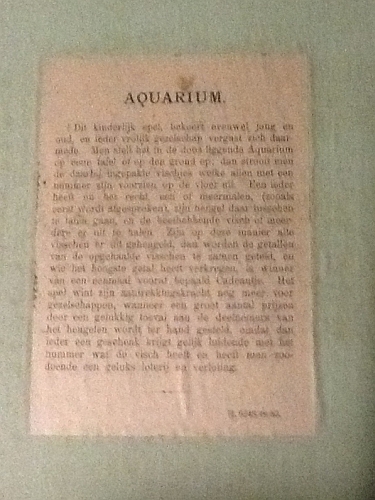 AQUARIUM.
Dit kinderlijk spel, bekoort evenwel jong en
oud, en ieder vrolijk gezelschap vergast zich daar-
mede. Men stelt het in de doos liggende Aquarium
op eene tafel of op den grond op; dan strooit men
de daarbij ingepakte vischjes welke allen met een
nummer zijn voorzien op de vloer uit. Een ieder
heeft nu het recht, een of meermalen, (zooals
eerst wordt afgesproken), zijn hengel daar tusschen
te laten gaan, en de betreffende visch of meer-
dere er uit te halen. Zijn op deze manier alle
visschen er uit gehengeld, dan worden de getallen
van de opgehaalde visschen te zamen geteld, en
wie het hoogste getal heeft verkregen, is winner
van een eenmaal vooraf bepaald Cadeautje. Het
spel wint zijn aantrekkingskracht nog meer voor
gezelschappen, wanneer een groot aantal prijzen
door een gelukkig toeval aan de deelnemers van
het hengelen wordt ter hand gesteld, omdat dan
ieder een geschenk krijgt gelijk luidende met het
nummer wat de visch heeft en heeft men zoo-
doende een geluks loterij en verloting.